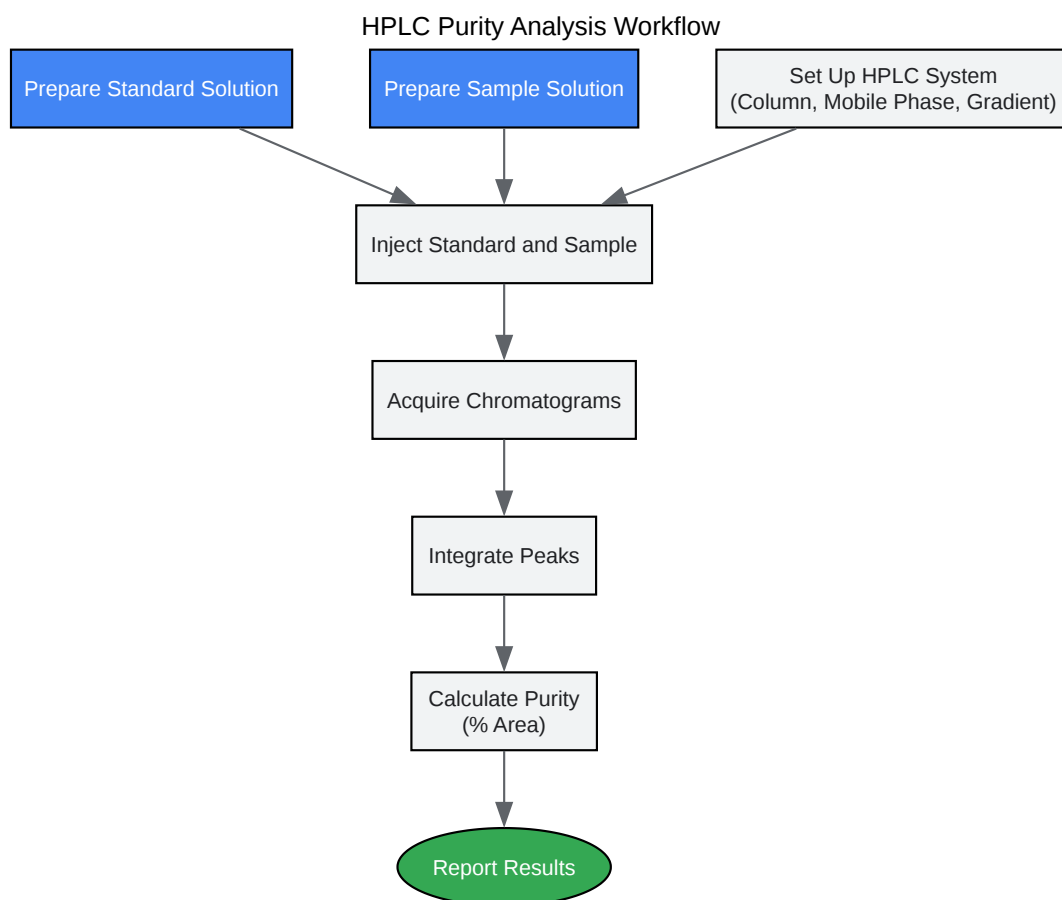 HPLC Purity Analysis Workflow
Prepare Standard Solution
Prepare Sample Solution
Set Up HPLC System
(Column, Mobile Phase, Gradient)
Inject Standard and Sample
Acquire Chromatograms
Integrate Peaks
Calculate Purity
(% Area)
Report Results